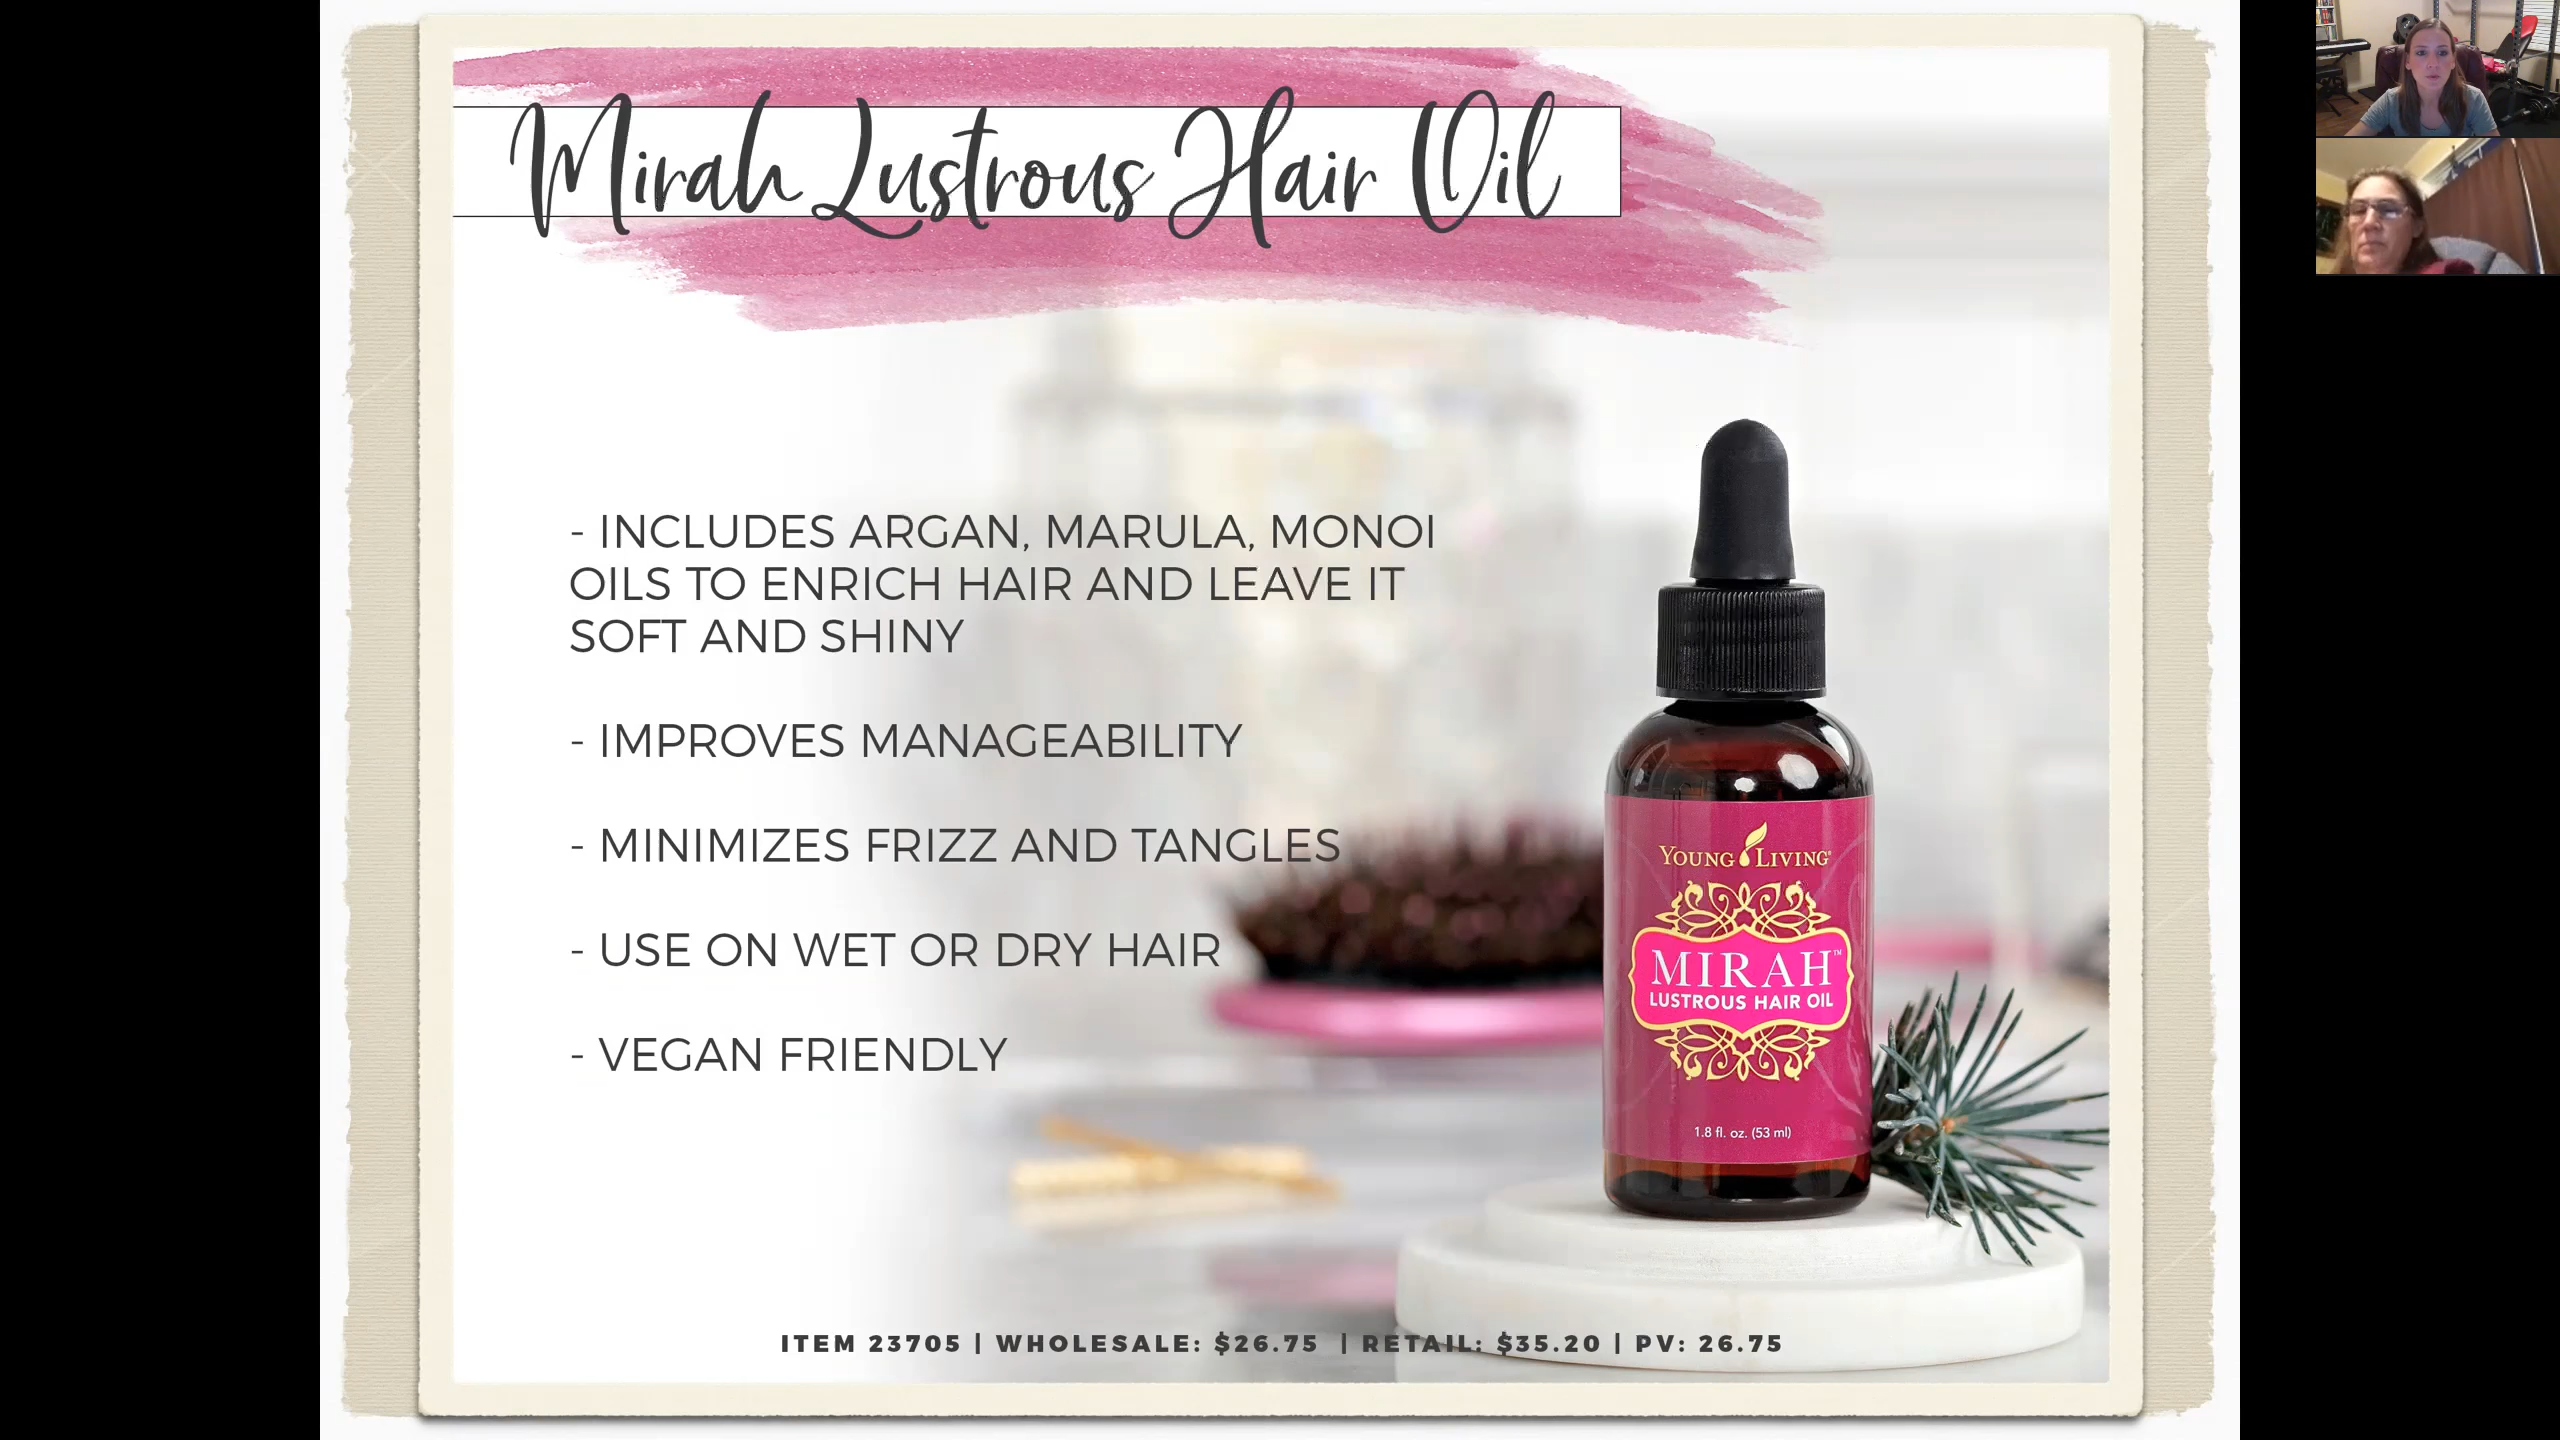 Mirah Lustrous Hair Oil
- INCLUDES ARGAN, MARULA, MONOI
OILS TO ENRICH HAIR AND LEAVE IT
SOFT AND SHINY
- IMPROVES MANAGEABILITY
- MINIMIZES FRIZZ AND TANGLES
- USE ON WET OR DRY HAIR
- VEGAN FRIENDLY
YOUNG LIVING®
MIRAH™
LUSTROUS HAIR OIL
1.8 fl. oz. (53 ml)
ITEM 23705 | WHOLESALE: $26.75 | RETAIL: $35.20 | PV: 26.75